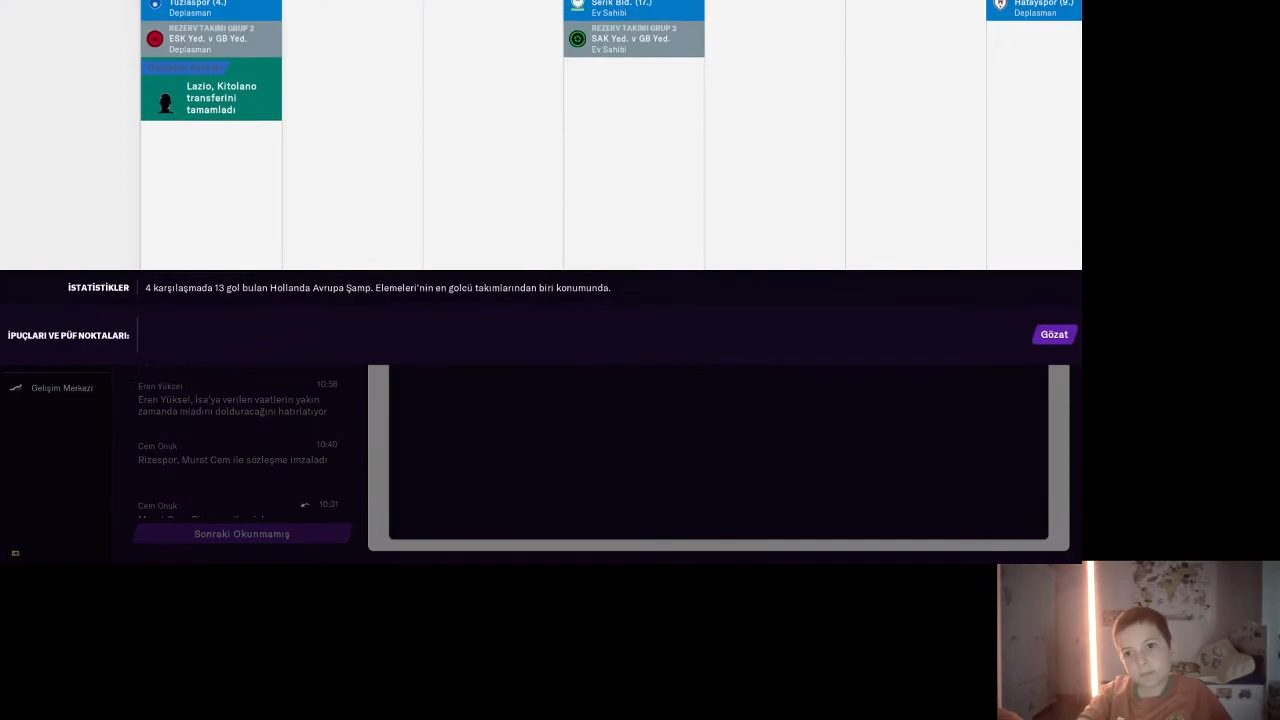 Tuzlaspor (4.)
Deplasman
REZERV TAKIMI GRUP 2
ESK Yed. v GB Yed.
Deplasman
Lazio, Kitolano
transferini
tamamladı
Serik Bld. (17.)
Ev Sahibi
REZERV TAKIMI GRUP 2
SAK Yed. v GB Yed.
Ev Sahibi
Hatayspor (9.)
Deplasman
İSTATİSTİKLER
4 karşılaşmada 13 gol bulan Hollanda Avrupa Şamp. Elemeleri'nin en golcü takımlarından biri konumunda.
İPUÇLARI VE PÜF NOKTALARI:
Gözat
Gelişim Merkezi
Eren Yüksel 10:58
Eren Yüksel, İsa'ya verilen vaatlerin yakın
zamanda miadını dolduracağını hatırlatıyor
Cem Onuk 10:40
Rizespor, Murat Cem ile sözleşme imzaladı
Cem Onuk 10:31
Sonraki Okunmamış